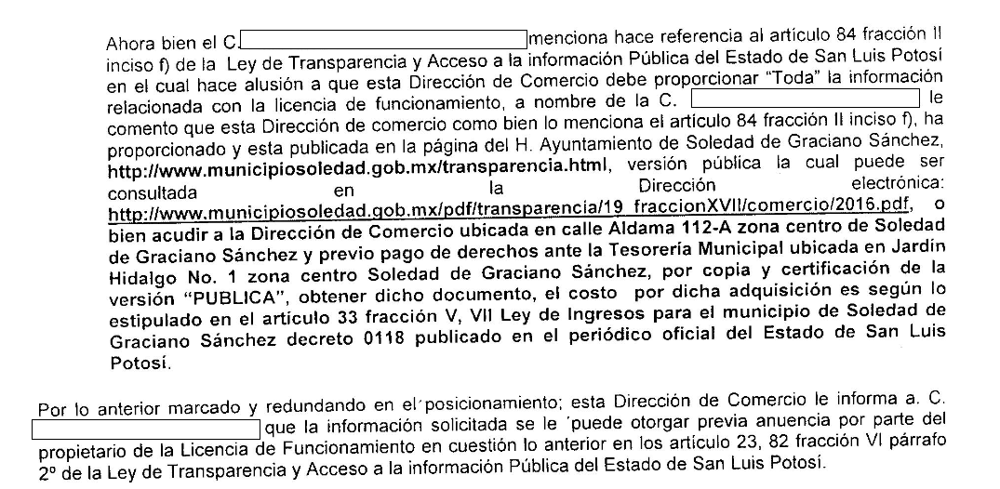 Ahora bien el C. menciona hace referencia al artículo 84 fracción II
inciso f) de la Ley de Transparencia y Acceso a la información Pública del Estado de San Luis Potosí
en el cual hace alusión a que esta Dirección de Comercio debe proporcionar "Toda" la información
relacionada con la licencia de funcionamiento, a nombre de la C. le
comento que esta Dirección de comercio como bien lo menciona el artículo 84 fracción II inciso f), ha
proporcionado y esta publicada en la página del H. Ayuntamiento de Soledad de Graciano Sánchez,
http://www.municipiosoledad.gob.mx/transparencia.html, versión pública la cual puede ser
consultada en la Dirección electrónica:
http://www.municipiosoledad.gob.mx/pdf/transparencia/19 fraccionXVII/comercio/2016.pdf, o
bien acudir a la Dirección de Comercio ubicada en calle Aldama 112-A zona centro de Soledad
de Graciano Sánchez y previo pago de derechos ante la Tesorería Municipal ubicada en Jardín
Hidalgo No. 1 zona centro Soledad de Graciano Sánchez, por copia y certificación de la
versión "PUBLICA", obtener dicho documento, el costo por dicha adquisición es según lo
estipulado en el artículo 33 fracción V, VII Ley de Ingresos para el municipio de Soledad de
Graciano Sánchez decreto 0118 publicado en el periódico oficial del Estado de San Luis
Potosí.
Por lo anterior marcado y redundando en el posicionamiento; esta Dirección de Comercio le informa a. C.
que la información solicitada se le puede otorgar previa anuencia por parte del
propietario de la Licencia de Funcionamiento en cuestión lo anterior en los artículo 23, 82 fracción VI párrafo
2º de la Ley de Transparencia y Acceso a la información Pública del Estado de San Luis Potosí.